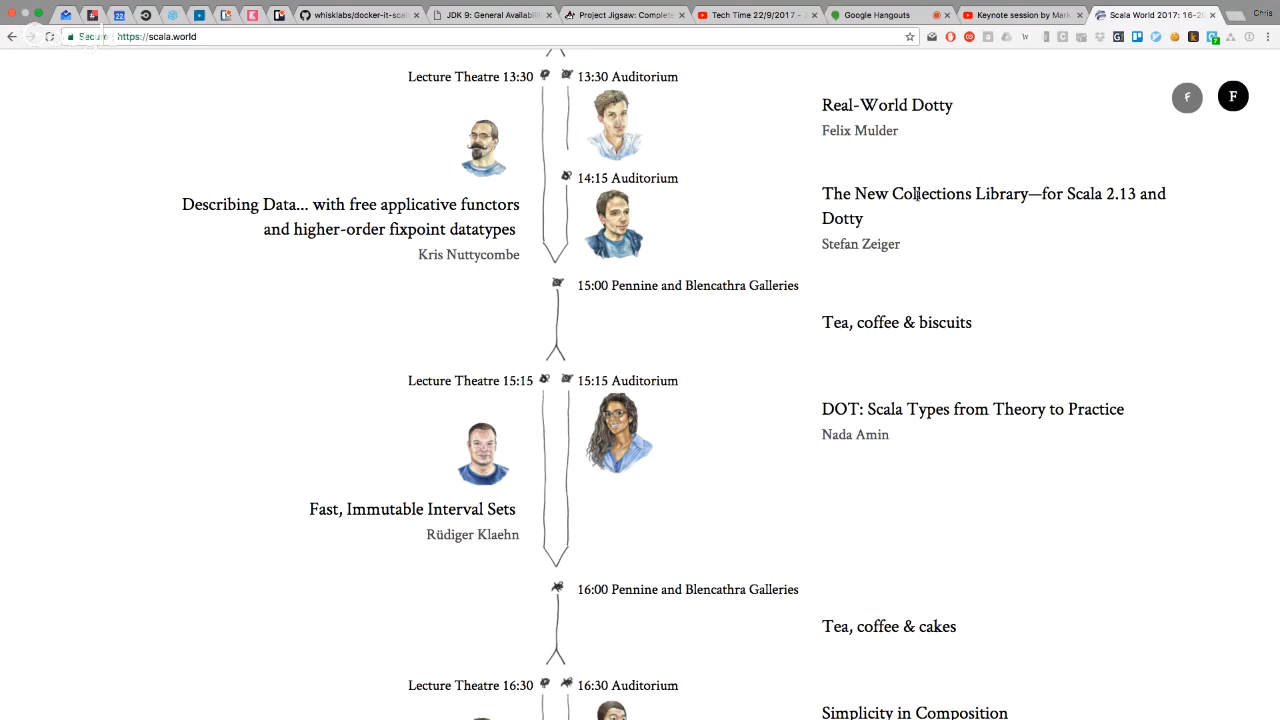 whisklabs/docker-it-scal
JDK 9: General Availabil
Project Jigsaw: Complete
Tech Time 22/9/2017 -
Google Hangouts
Keynote session by Mark
Scala World 2017: 16-20
Chris
Secure https://scala.world
Lecture Theatre 13:30
13:30 Auditorium
Real-World Dotty
F
F
Felix Mulder
14:15 Auditorium
The New Collections Library—for Scala 2.13 and
Dotty
Stefan Zeiger
Describing Data... with free applicative functors
and higher-order fixpoint datatypes
Kris Nuttycombe
15:00 Pennine and Blencathra Galleries
Tea, coffee & biscuits
Lecture Theatre 15:15
15:15 Auditorium
DOT: Scala Types from Theory to Practice
Nada Amin
Fast, Immutable Interval Sets
Rüdiger Klaehn
16:00 Pennine and Blencathra Galleries
Tea, coffee & cakes
Lecture Theatre 16:30
16:30 Auditorium
Simplicity in Composition